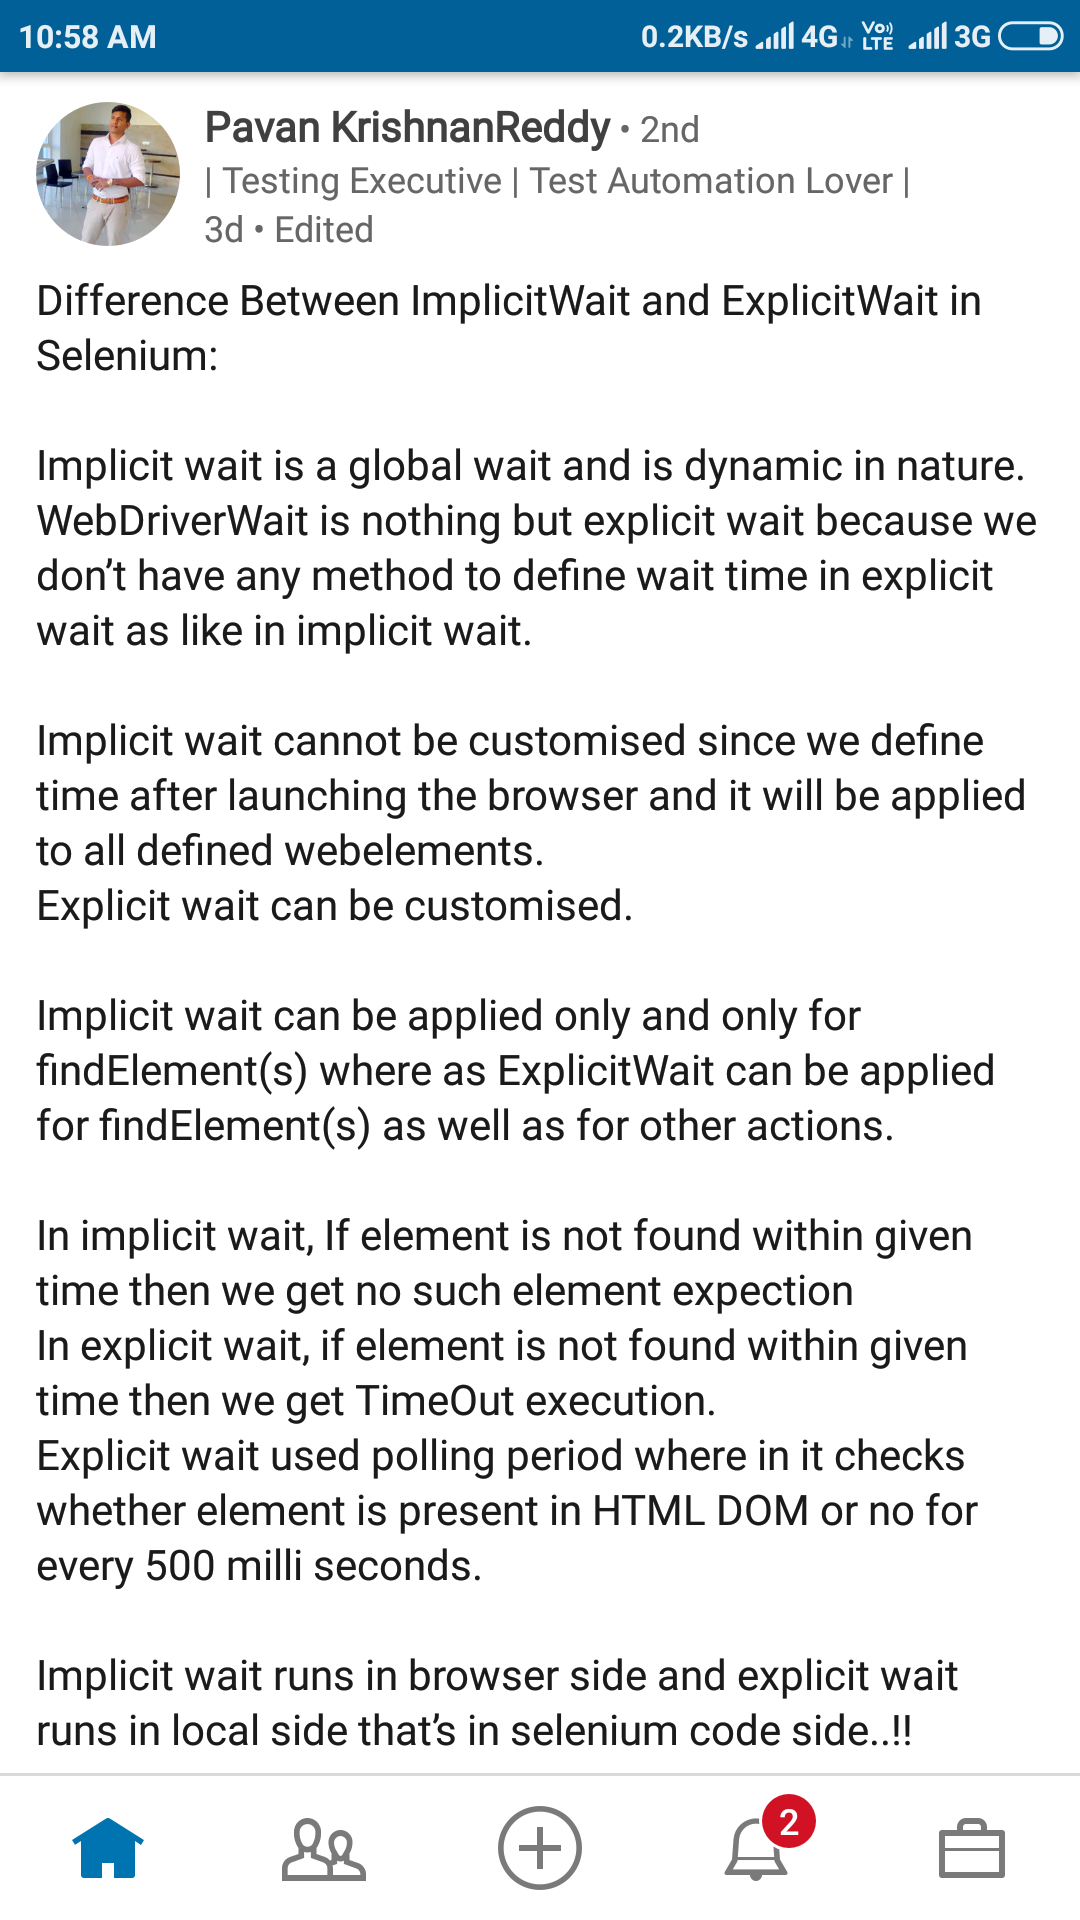 10:58 AM 0.2KB/s 4G Vo)) LTE 3G
Pavan KrishnanReddy • 2nd
| Testing Executive | Test Automation Lover |
3d • Edited
Difference Between ImplicitWait and ExplicitWait in
Selenium:
Implicit wait is a global wait and is dynamic in nature.
WebDriverWait is nothing but explicit wait because we
don’t have any method to define wait time in explicit
wait as like in implicit wait.
Implicit wait cannot be customised since we define
time after launching the browser and it will be applied
to all defined webelements.
Explicit wait can be customised.
Implicit wait can be applied only and only for
findElement(s) where as ExplicitWait can be applied
for findElement(s) as well as for other actions.
In implicit wait, If element is not found within given
time then we get no such element expection
In explicit wait, if element is not found within given
time then we get TimeOut execution.
Explicit wait used polling period where in it checks
whether element is present in HTML DOM or no for
every 500 milli seconds.
Implicit wait runs in browser side and explicit wait
runs in local side that’s in selenium code side..!!
2